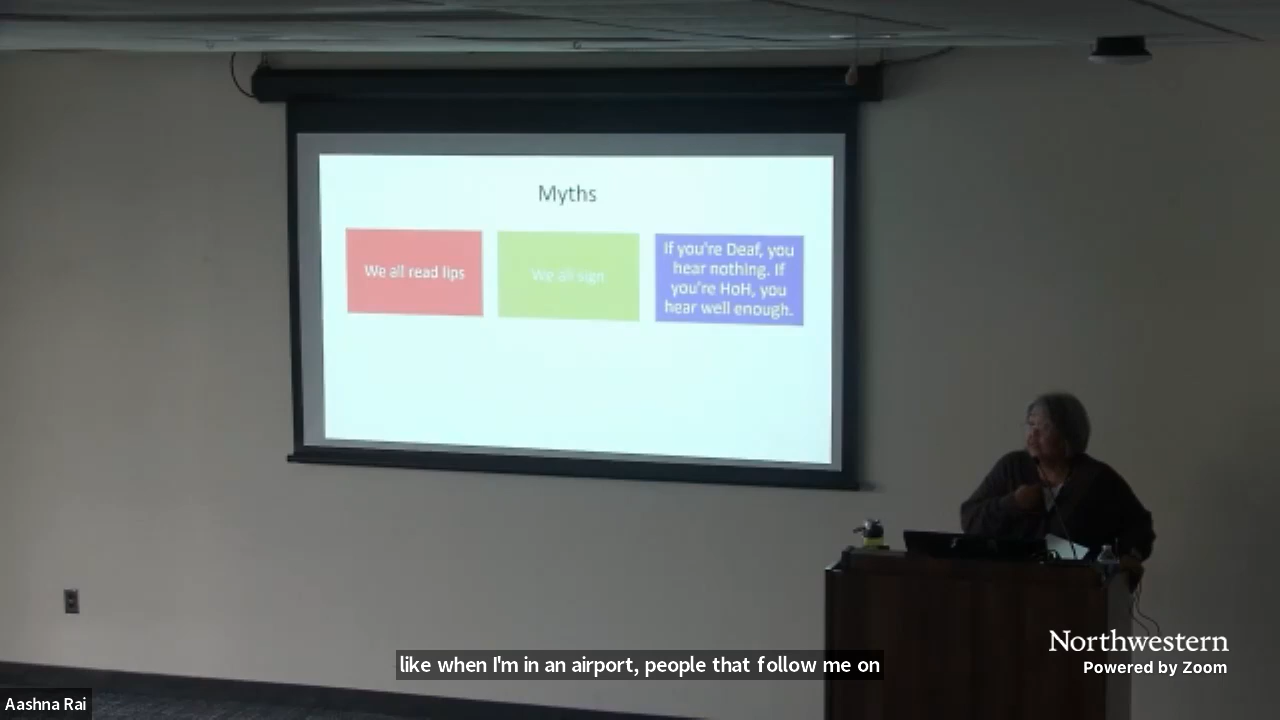 Myths
We all read lips
We all sign
If you're Deaf, you
hear nothing. If
you're HoH, you
hear well enough.
like when I'm in an airport, people that follow me on
Northwestern
Powered by Zoom
Aashna Rai